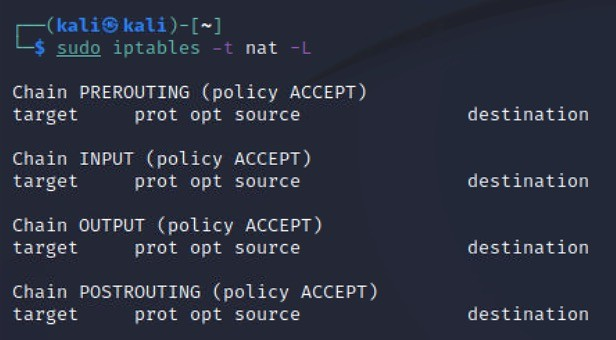 ┌──(kali㉿kali)-[~]
└─$ sudo iptables -t nat -L
Chain PREROUTING (policy ACCEPT)
target     prot opt source               destination
Chain INPUT (policy ACCEPT)
target     prot opt source               destination
Chain OUTPUT (policy ACCEPT)
target     prot opt source               destination
Chain POSTROUTING (policy ACCEPT)
target     prot opt source               destination